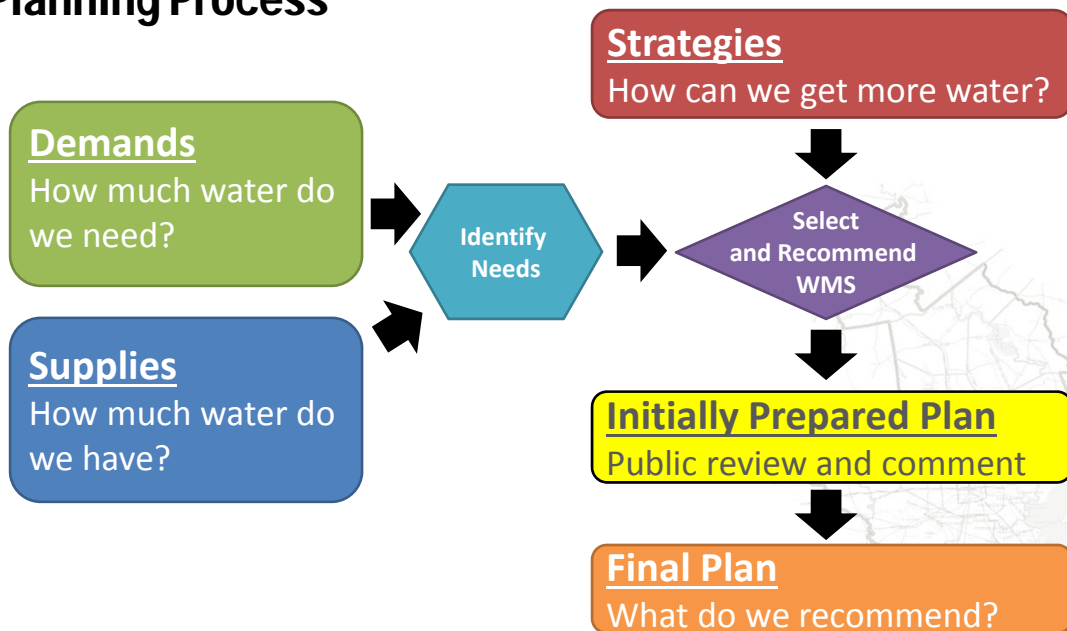 Planning Process
Demands
How much water do
we need?
Supplies
How much water do
we have?
Identify
Needs
Strategies
How can we get more water?
Select
and Recommend
WMS
Initially Prepared Plan
Public review and comment
Final Plan
What do we recommend?